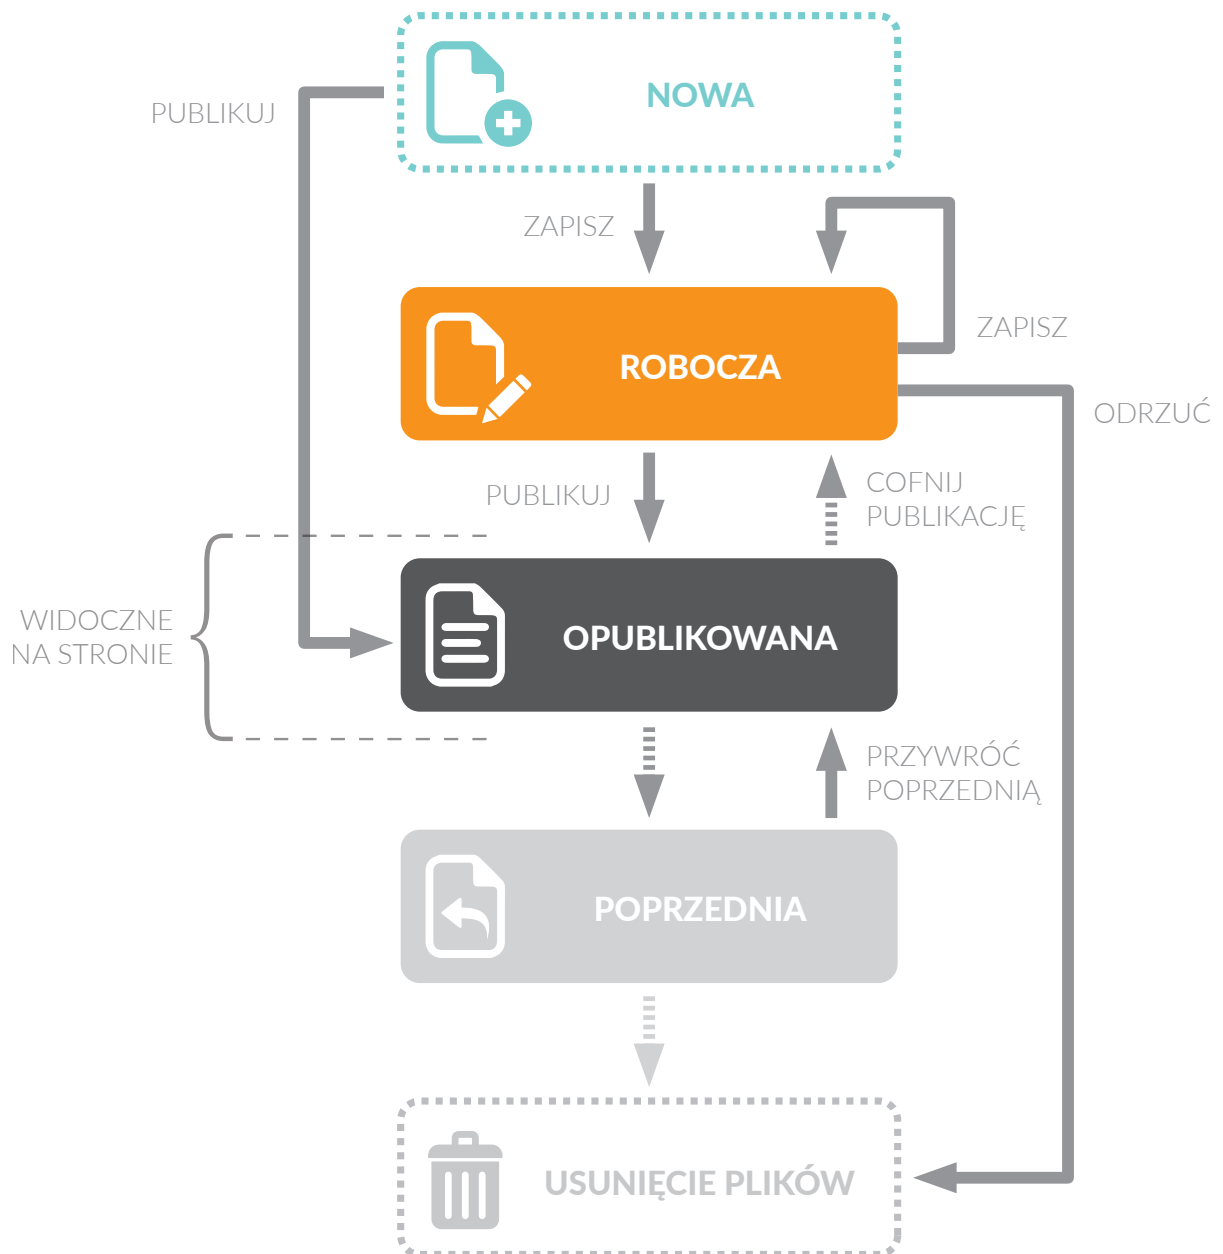 NOWA
PUBLIKUJ
ZAPISZ
ZAPISZ
ROBOCZA
ODRZUĆ
PUBLIKUJ
COFNIJ
PUBLIKACJĘ
WIDOCZNE
NA STRONIE
OPUBLIKOWANA
PRZYWRÓĆ
POPRZEDNIĄ
POPRZEDNIA
USUNIĘCIE PLIKÓW